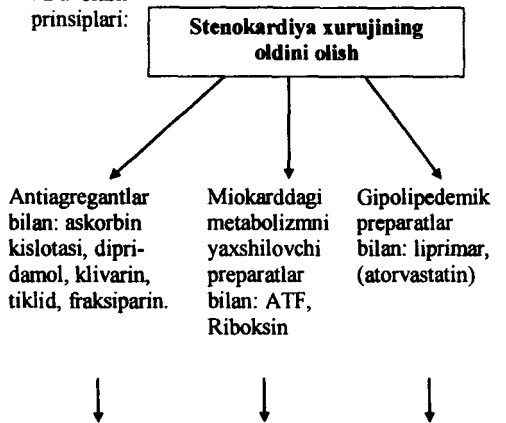 prinsiplari:
Stenokardiya xurujining
oldini olish
Antiagregantlar
bilan: askorbin
kislotasi, dipri-
damol, klivarin,
tiklid, fraksiparin.
Miokarddagi
metabolizmni
yaxshilovchi
preparatlar
bilan: ATF,
Riboksin
Gipolipedemik
preparatlar
bilan: liprimar,
(atorvastatin)